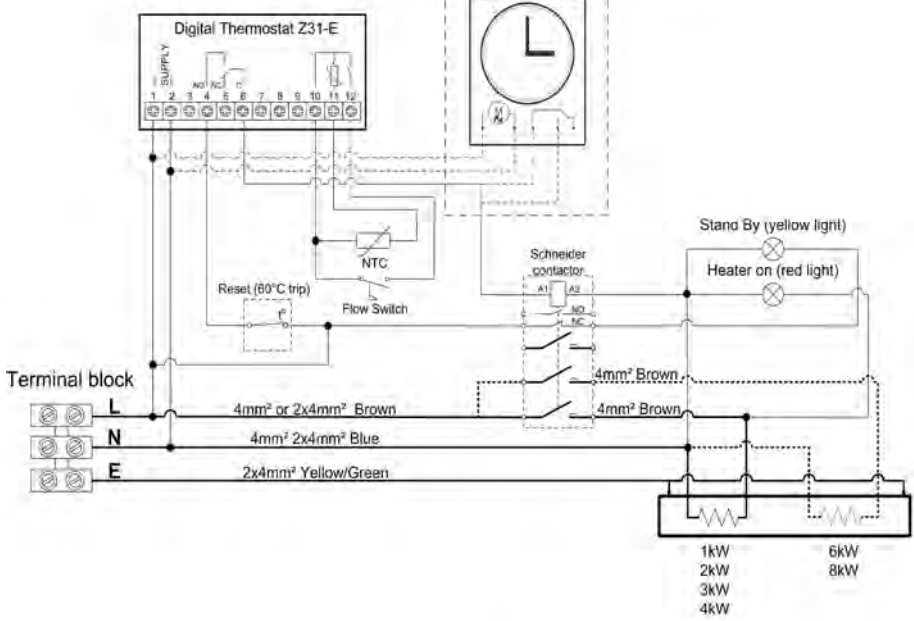 Digital Thermostat Z31-E
SUPPLY
NO NC C
1 2 3 4 5 6 7 8 9 10 11 12
M
NTC
Flow Switch
Reset (60°C trip)
t°
Schneider
contactor
A1 A2
NO
NC
Stand By (yellow light)
Heater on (red light)
Terminal block
L
N
E
4mm² or 2x4mm² Brown
4mm² 2x4mm² Blue
2x4mm² Yellow/Green
4mm² Brown
4mm² Brown
1kW
2kW
3kW
4kW
6kW
8kW